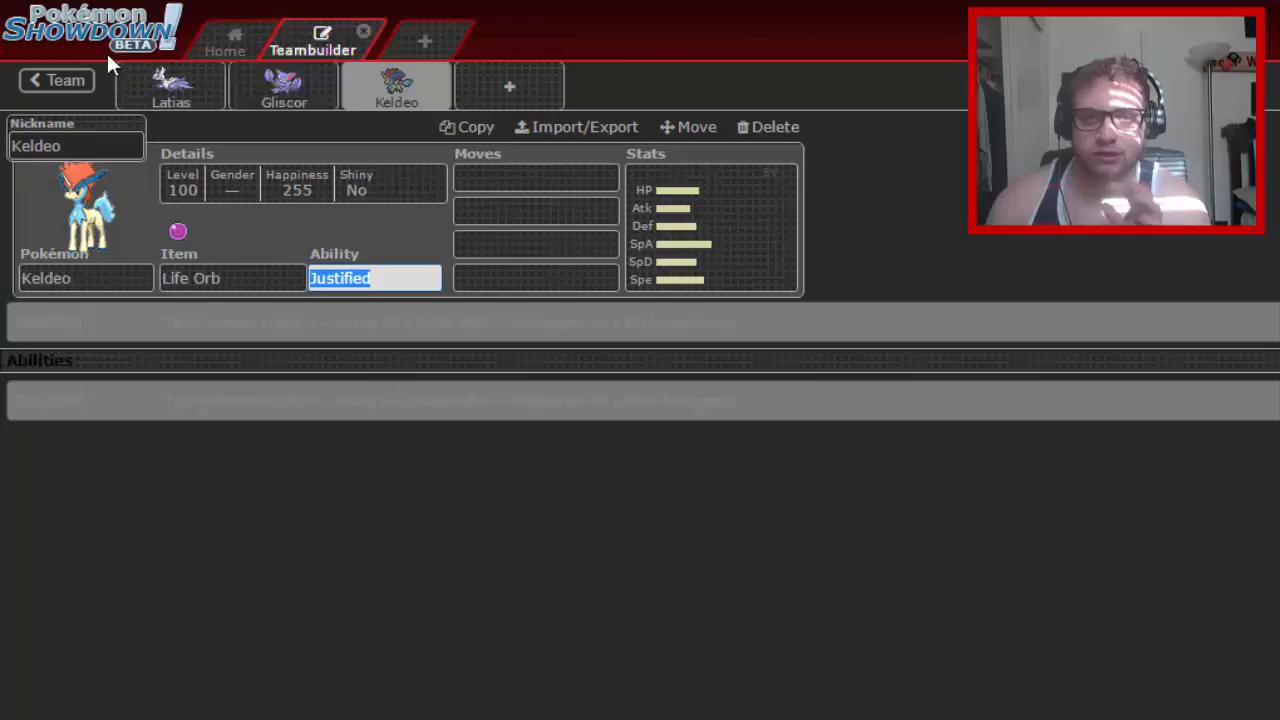 Pokémon
SHOWDOWN!
BETA
Home
Teambuilder
+
Team
Latias
Gliscor
Keldeo
+
Nickname
Keldeo
Copy
Import/Export
Move
Delete
Details
Moves
Stats
Level
100
Gender
—
Happiness
255
Shiny
No
EV
HP
Atk
Def
SpA
SpD
Spe
Pokémon
Keldeo
Item
Life Orb
Ability
Justified
Abilities